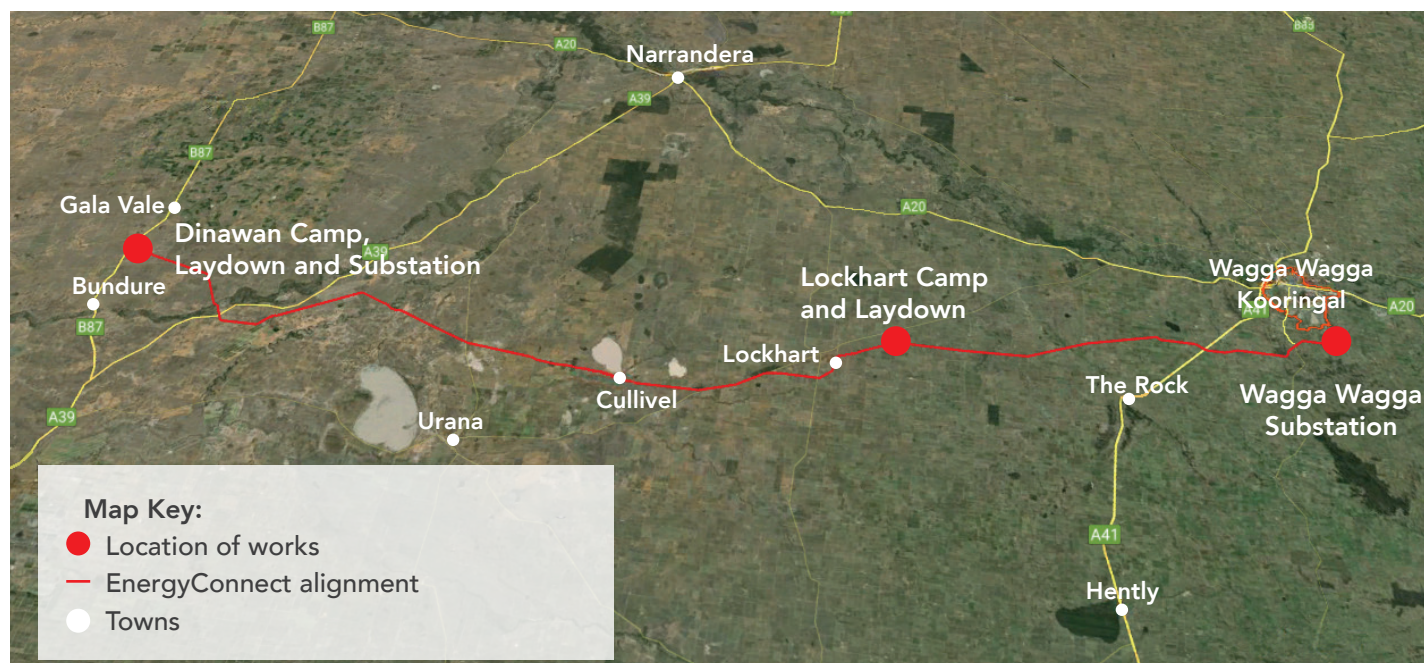 B87
A20
Narrandera
B85
A39
B87
Gala Vale
A20
Dinawan Camp,
Laydown and Substation
A39
Bundure
B87
Lockhart Camp
and Laydown
Wagga Wagga
Kooringal
A41
A20
Lockhart
Cullivel
The Rock
Wagga Wagga
Substation
A39
Urana
Map Key:
Location of works
EnergyConnect alignment
Towns
A41
Hently